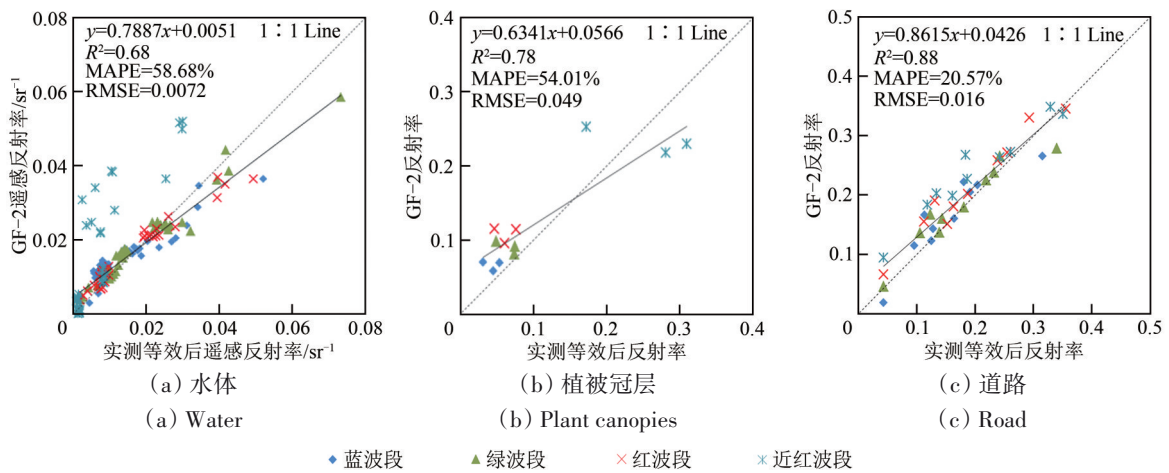 y=0.7887x+0.0051 1：1 Line
R²=0.68
MAPE=58.68%
RMSE=0.0072
GF-2遥感反射率/sr⁻¹
0.08
0.06
0.04
0.02
0 0.02 0.04 0.06 0.08
实测等效后遥感反射率/sr⁻¹
（a）水体
（a）Water
y=0.6341x+0.0566 1：1 Line
R²=0.78
MAPE=54.01%
RMSE=0.049
GF-2反射率
0.4
0.3
0.2
0.1
0 0.1 0.2 0.3 0.4
实测等效后反射率
（b）植被冠层
（b）Plant canopies
y=0.8615x+0.0426 1：1 Line
R²=0.88
MAPE=20.57%
RMSE=0.016
GF-2反射率
0.5
0.4
0.3
0.2
0.1
0 0.1 0.2 0.3 0.4 0.5
实测等效后反射率
（c）道路
（c）Road
蓝波段 绿波段 红波段 近红波段